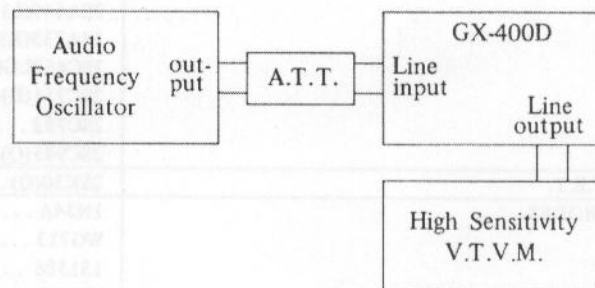 Audio
Frequency
Oscillator
out-
put
A.T.T.
Line
input
GX-400D
Line
output
High Sensitivity
V.T.V.M.